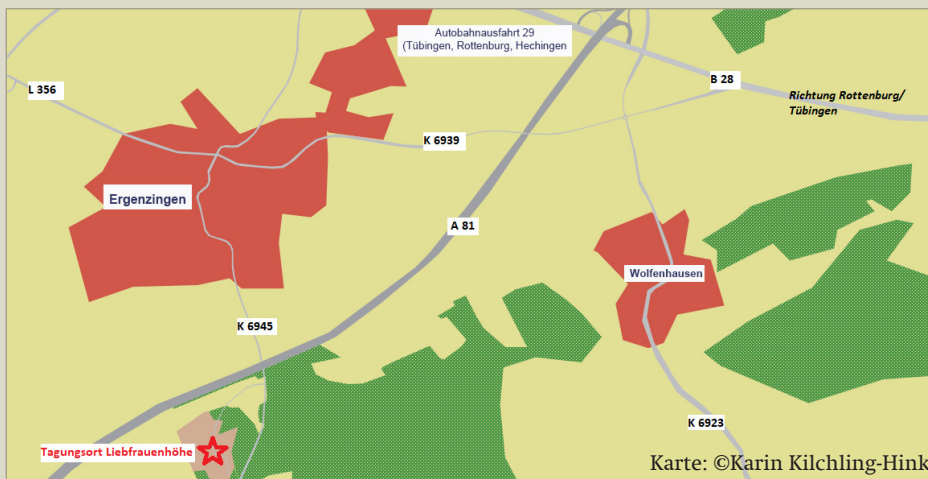 Autobahnausfahrt 29
(Tübingen, Rottenburg, Hechingen
L 356
B 28
Richtung Rottenburg/
Tübingen
K 6939
Ergenzingen
A 81
Wolfenhausen
K 6945
K 6923
Tagungsort Liebfrauenhöhe
Karte: ©Karin Kilchling-Hink